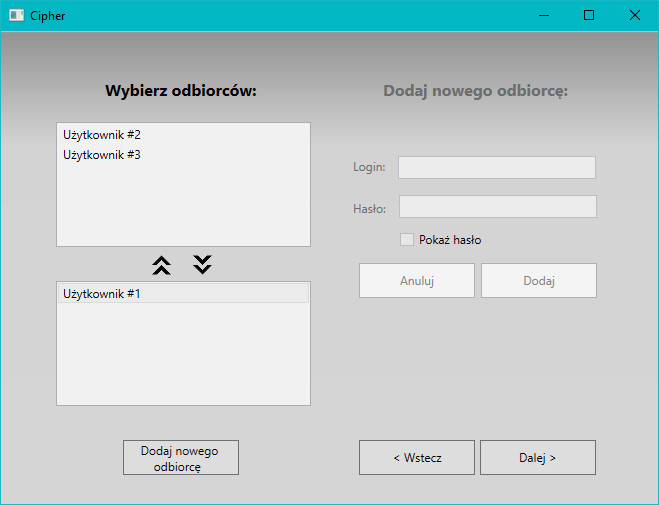 Cipher
Wybierz odbiorców:
Użytkownik #2
Użytkownik #3
Użytkownik #1
Dodaj nowego
odbiorcę
Dodaj nowego odbiorcę:
Login:
Hasło:
Pokaż hasło
Anuluj
Dodaj
< Wstecz
Dalej >